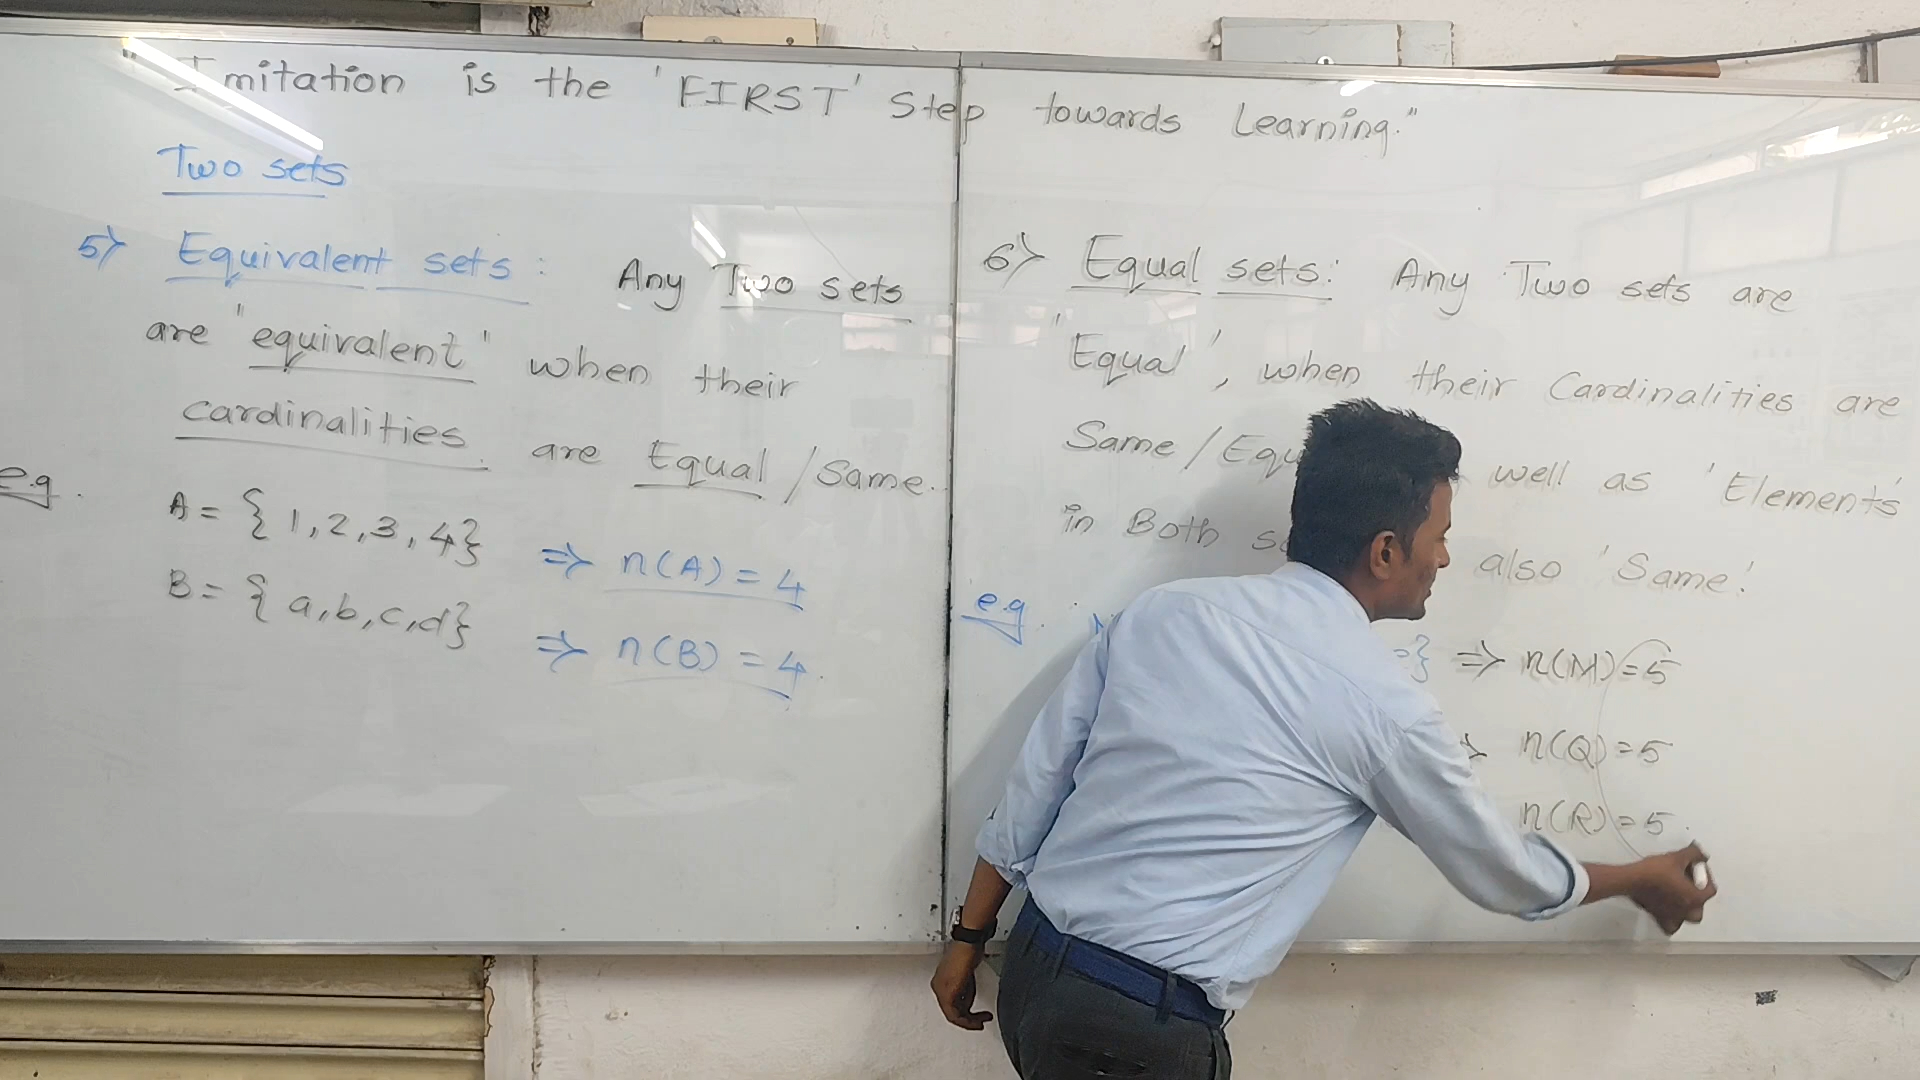 "Imitation is the 'FIRST' Step towards Learning."
Two sets
5) Equivalent sets : Any Two sets
are "equivalent" when their
cardinalities are Equal / Same.
e.g. A = { 1, 2, 3, 4} ⇒ n(A) = 4
B = { a, b, c, d} ⇒ n(B) = 4.
6) Equal sets: Any Two sets are
"Equal", when their Cardinalities are
Same / well as 'Elements'
in Both also 'Same'.
e.g. } ⇒ n(M) = 5
n(Q) = 5
n(R) = 5